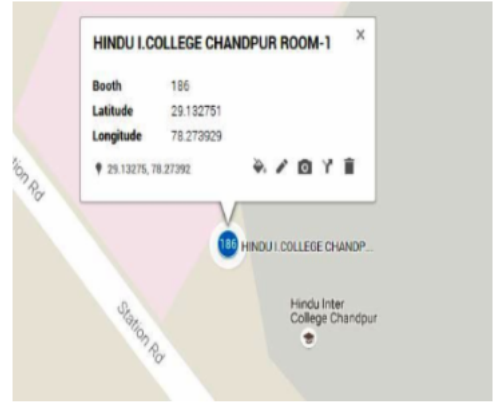 HINDU I.COLLEGE CHANDPUR ROOM-1
X
Booth 186
Latitude 29.132751
Longitude 78.273929
29.13275, 78.27392
tion Rd
186 HINDU I.COLLEGE CHANDP...
Hindu Inter
College Chandpur
Station Rd